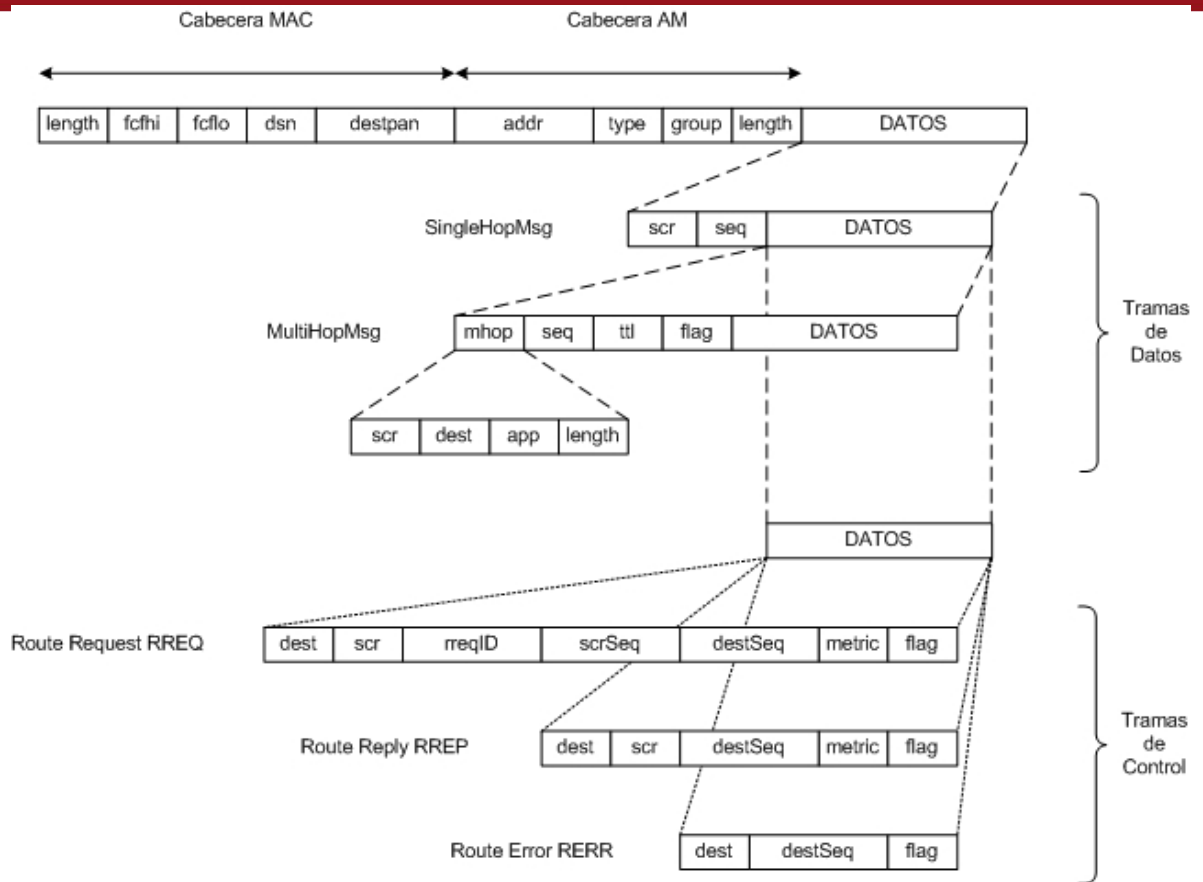 Cabecera MAC Cabecera AM
length fcfhi fcflo dsn destpan addr type group length DATOS
SingleHopMsg scr seq DATOS
MultiHopMsg mhop seq ttl flag DATOS
Tramas
de
Datos
scr dest app length
DATOS
Route Request RREQ dest scr rreqID scrSeq destSeq metric flag
Route Reply RREP dest scr destSeq metric flag
Tramas
de
Control
Route Error RERR dest destSeq flag